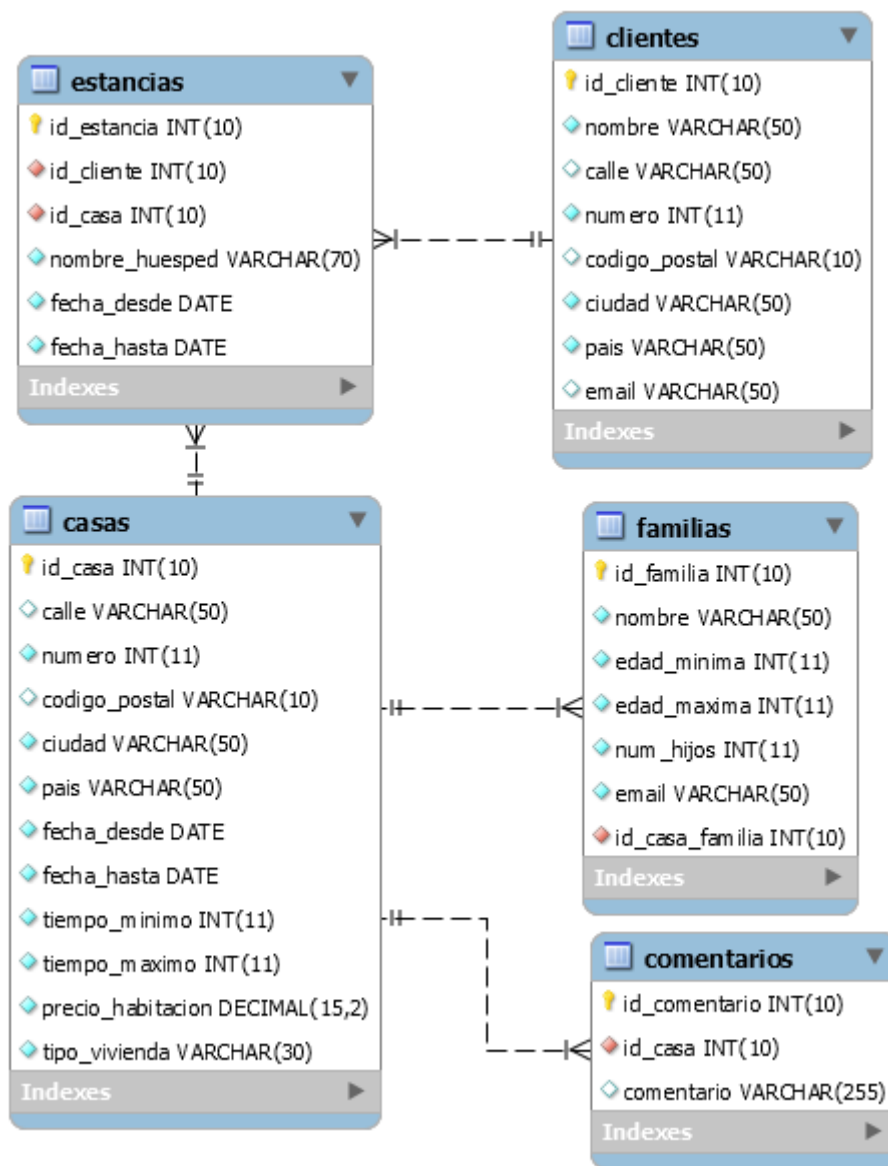 estancias
id_estancia INT(10)
id_cliente INT(10)
id_casa INT(10)
nombre_huesped VARCHAR(70)
fecha_desde DATE
fecha_hasta DATE
Indexes
clientes
id_cliente INT(10)
nombre VARCHAR(50)
calle VARCHAR(50)
numero INT(11)
codigo_postal VARCHAR(10)
ciudad VARCHAR(50)
pais VARCHAR(50)
email VARCHAR(50)
Indexes
casas
id_casa INT(10)
calle VARCHAR(50)
numero INT(11)
codigo_postal VARCHAR(10)
ciudad VARCHAR(50)
pais VARCHAR(50)
fecha_desde DATE
fecha_hasta DATE
tiempo_minimo INT(11)
tiempo_maximo INT(11)
precio_habitacion DECIMAL(15,2)
tipo_vivienda VARCHAR(30)
Indexes
familias
id_familia INT(10)
nombre VARCHAR(50)
edad_minima INT(11)
edad_maxima INT(11)
num_hijos INT(11)
email VARCHAR(50)
id_casa_familia INT(10)
Indexes
comentarios
id_comentario INT(10)
id_casa INT(10)
comentario VARCHAR(255)
Indexes